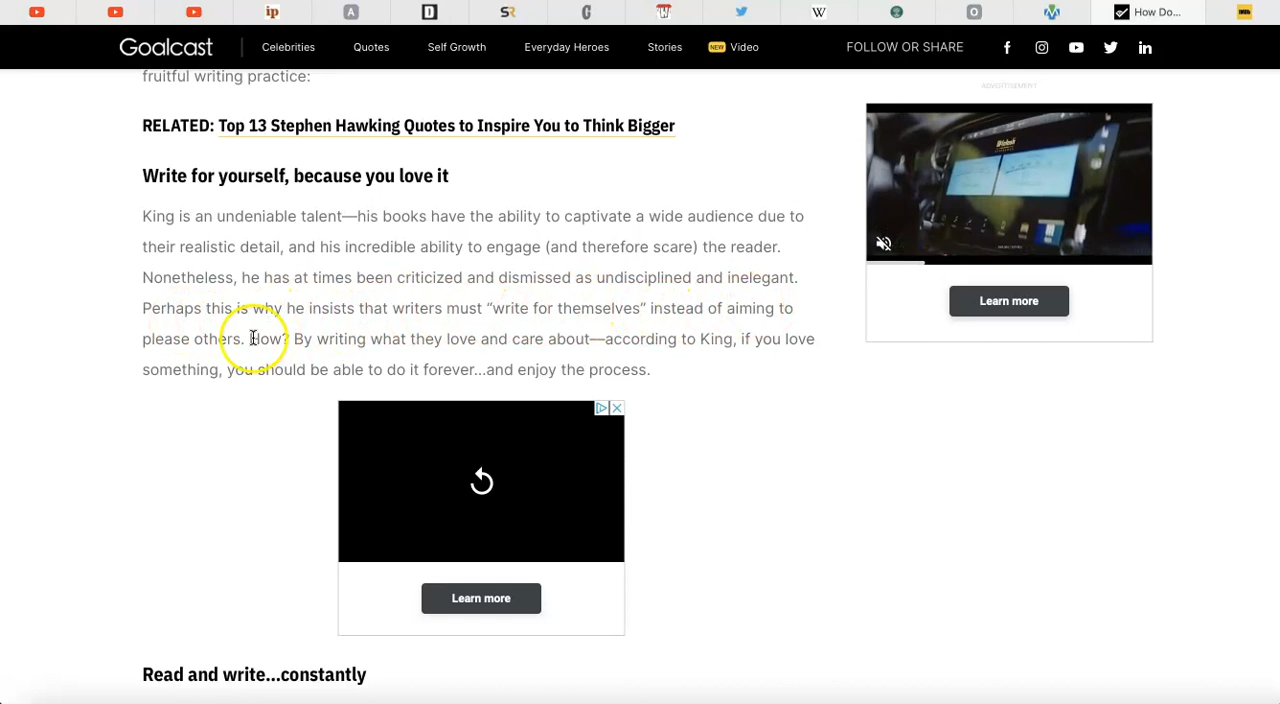 How Do...
Goalcast
Celebrities
Quotes
Self Growth
Everyday Heroes
Stories
NEW Video
FOLLOW OR SHARE
fruitful writing practice:
ADVERTISEMENT
RELATED: Top 13 Stephen Hawking Quotes to Inspire You to Think Bigger
Write for yourself, because you love it
King is an undeniable talent—his books have the ability to captivate a wide audience due to
their realistic detail, and his incredible ability to engage (and therefore scare) the reader.
Nonetheless, he has at times been criticized and dismissed as undisciplined and inelegant.
Perhaps this is why he insists that writers must “write for themselves” instead of aiming to
please others. How? By writing what they love and care about—according to King, if you love
something, you should be able to do it forever...and enjoy the process.
Learn more
Learn more
Read and write...constantly